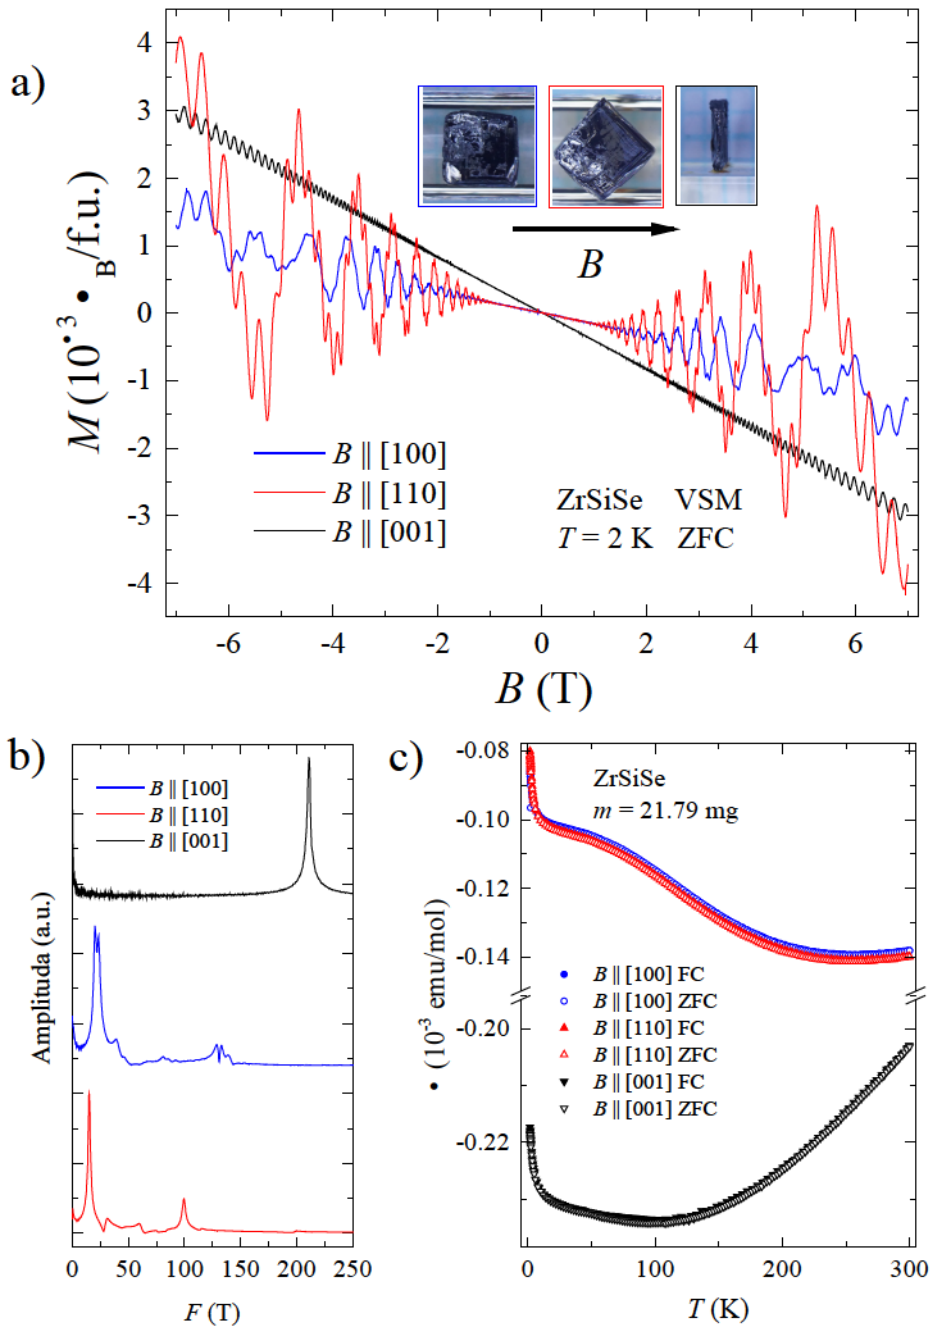 a)
M (10•3 •B/f.u.)
4
3
2
1
0
-1
-2
-3
-4
B
B || [100]
B || [110]
B || [001]
ZrSiSe VSM
T = 2 K ZFC
-6 -4 -2 0 2 4 6
B (T)
b)
Amplituda (a.u.)
B || [100]
B || [110]
B || [001]
0 50 100 150 200 250
F (T)
c)
• (10-3 emu/mol)
-0.08
-0.10
-0.12
-0.14
-0.20
-0.22
ZrSiSe
m = 21.79 mg
B || [100] FC
B || [100] ZFC
B || [110] FC
B || [110] ZFC
B || [001] FC
B || [001] ZFC
0 100 200 300
T (K)